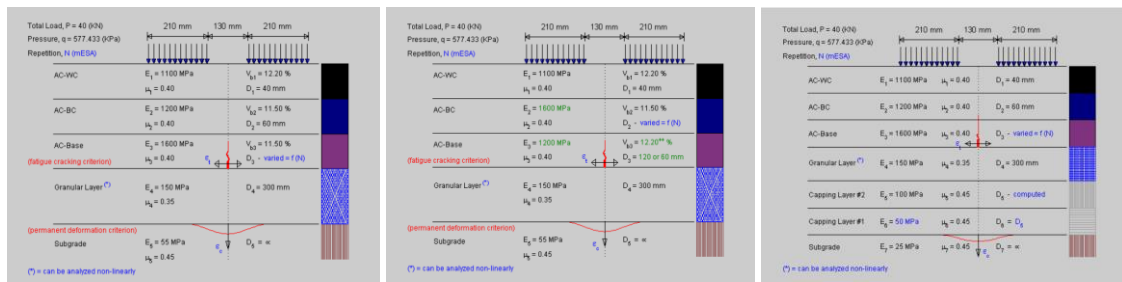 Total Load, P = 40 (kN)
Pressure, q = 577.433 (KPa)
Repetition, N (mESA)
210 mm 130 mm 210 mm
AC-WC E1 = 1100 MPa Vb1 = 12.20 %
μ1 = 0.40 D1 = 40 mm
AC-BC E2 = 1200 MPa Vb2 = 11.50 %
μ2 = 0.40 D2 = 60 mm
AC-Base E3 = 1600 MPa Vb3 = 11.50 %
(fatigue cracking criterion) μ3 = 0.40 εt D3 - varied = f (N)
Granular Layer(*) E4 = 150 MPa D4 = 300 mm
μ4 = 0.35
(permanent deformation criterion)
Subgrade E5 = 55 MPa εc D5 = ∞
μ5 = 0.45
(*) = can be analyzed non-linearly
Total Load, P = 40 (kN)
Pressure, q = 577.433 (KPa)
Repetition, N (mESA)
210 mm 130 mm 210 mm
AC-WC E1 = 1100 MPa Vb1 = 12.20 %
μ1 = 0.40 D1 = 40 mm
AC-BC E2 = 1600 MPa Vb2 = 11.50 %
μ2 = 0.40 D2 - varied = f (N)
AC-Base E3 = 1200 MPa Vb3 = 12.20** %
(fatigue cracking criterion) μ3 = 0.40 εt D3 = 120 or 60 mm
Granular Layer(*) E4 = 150 MPa D4 = 300 mm
μ4 = 0.35
(permanent deformation criterion)
Subgrade E5 = 55 MPa εc D5 = ∞
μ5 = 0.45
(*) = can be analyzed non-linearly
Total Load, P = 40 (kN)
Pressure, q = 577.433 (KPa)
Repetition, N (mESA)
210 mm 130 mm 210 mm
AC-WC E1 = 1100 MPa μ1 = 0.40 D1 = 40 mm
AC-BC E2 = 1200 MPa μ2 = 0.40 D2 = 60 mm
AC-Base E3 = 1600 MPa μ3 = 0.40 εt D3 - varied = f (N)
Granular Layer(*) E4 = 150 MPa μ4 = 0.35 D4 = 300 mm
Capping Layer #2 E5 = 100 MPa μ5 = 0.45 D5 - computed
Capping Layer #1 E6 = 50 MPa μ6 = 0.45 D6 = D5
Subgrade E7 = 25 MPa μ7 = 0.45 εc D7 = ∞
(*) = can be analyzed non-linearly